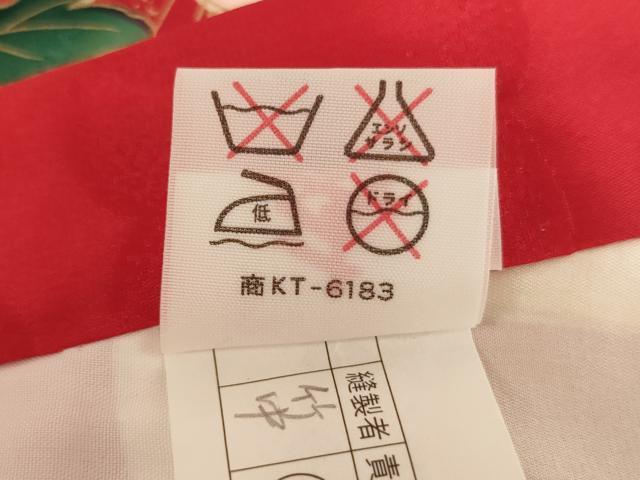 エンソ
サラシ
低
ドライ
商KT-6183
縫製者
竹中
責